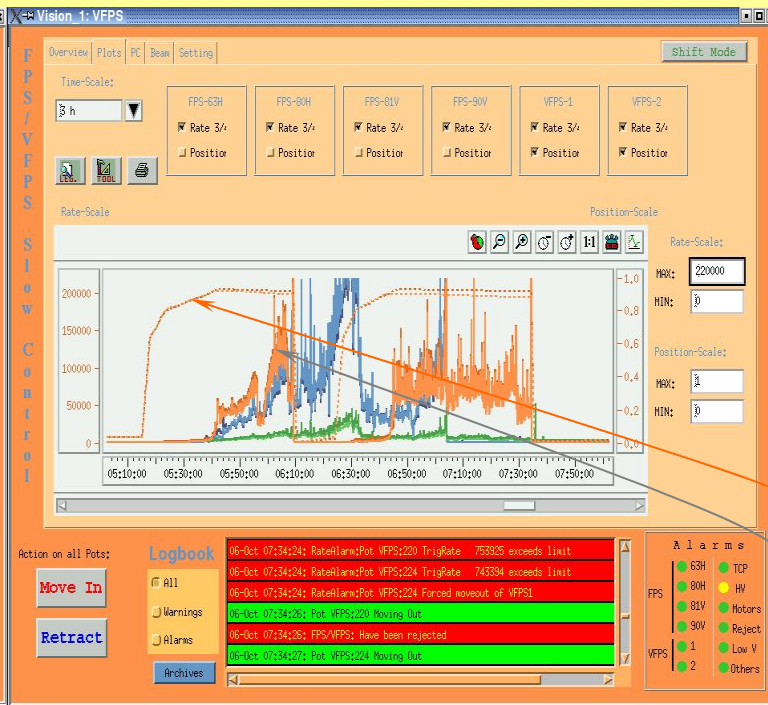 Vision_1: VFPS
FPS/VFPS Slow Control
Overview Plots PC Beam Setting
Shift Mode
Time-Scale:
3 h
FPS-63H FPS-80H FPS-81V FPS-90V VFPS-1 VFPS-2
Rate 3/4 Rate 3/4 Rate 3/4 Rate 3/4 Rate 3/4 Rate 3/4
Position Position Position Position Position Position
LEG. TOOL
Rate-Scale Position-Scale
1:1
Rate-Scale:
MAX: 220000
MIN: 0
Position-Scale:
MAX: 1
MIN: 0
200000
150000
100000
50000
0
1.0
0.8
0.6
0.4
0.2
0.0
05:10:00 05:30:00 05:50:00 06:10:00 06:30:00 06:50:00 07:10:00 07:30:00 07:50:00
Action on all Pots:
Move In
Retract
Logbook
All
Warnings
Alarms
Archives
06-Oct 07:34:24: RateAlarm:Pot VFPS:220 TrigRate 753925 exceeds limit
06-Oct 07:34:24: RateAlarm:Pot VFPS:224 TrigRate 743394 exceeds limit
06-Oct 07:34:24: RateAlarm:Pot VFPS:224 Forced moveout of VFPS1
06-Oct 07:34:26: Pot VFPS:220 Moving Out
06-Oct 07:34:26: FPS/VFPS: Have been rejected
06-Oct 07:34:27: Pot VFPS:224 Moving Out
Alarms
FPS
63H
80H
81V
90V
VFPS
1
2
TCP
HV
Motors
Reject
Low V
Others